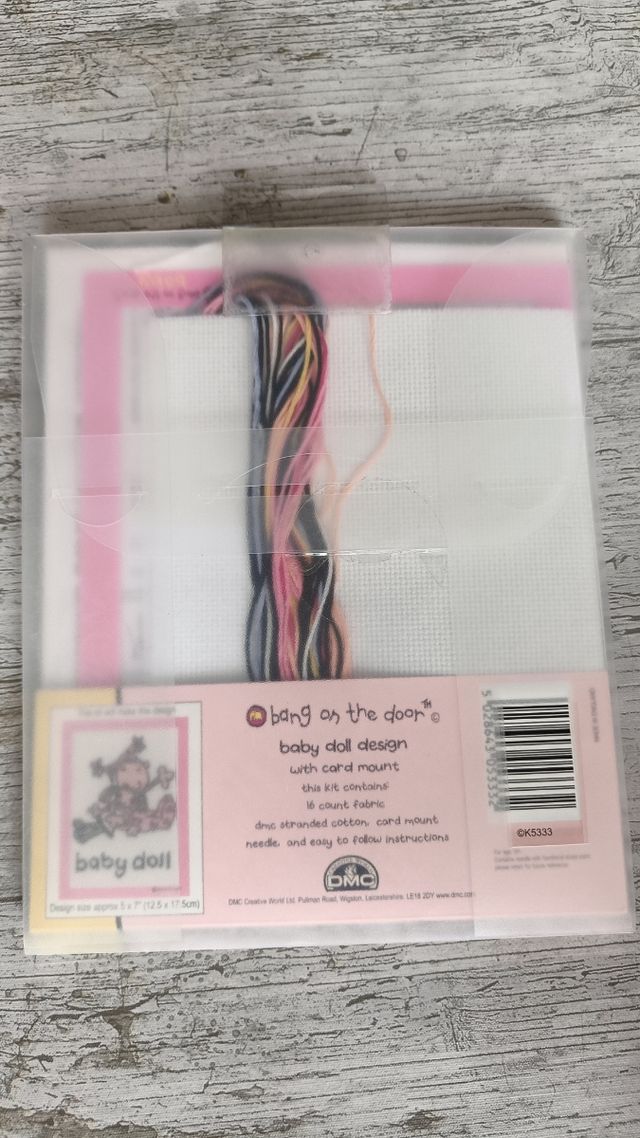 bang on the door™©
baby doll design
with card mount
this kit contains:
16 count fabric
dmc stranded cotton, card mount
needle, and easy to follow instructions
CREATIVE WORLD
DMC
DMC Creative World Ltd, Pullman Road, Wigston, Leicestershire. LE18 2DY www.dmc.com
baby doll
Design size approx 5 x 7" (12.5 x 17.5cm)
©K5333